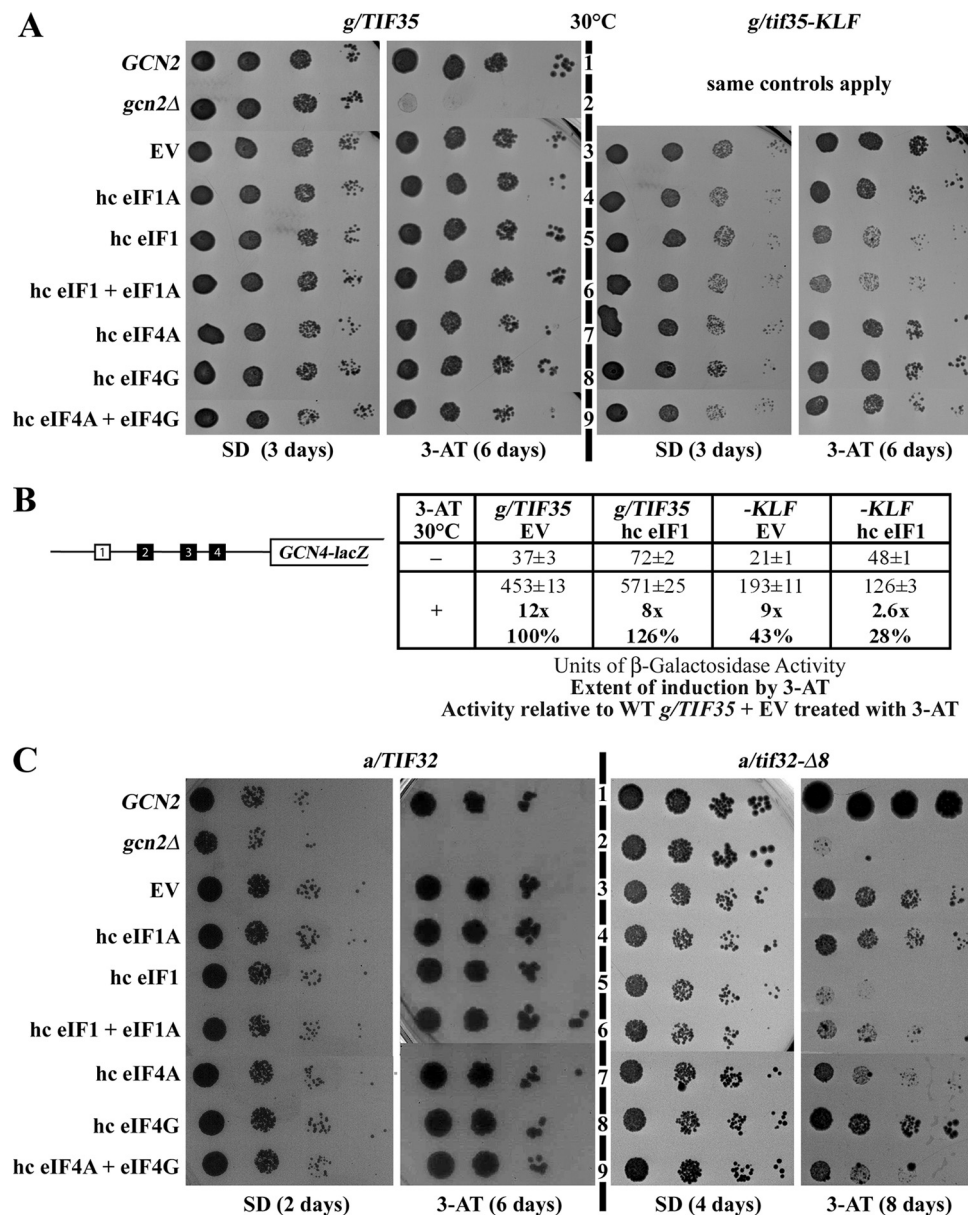 A
g/TIF35 30°C g/tif35-KLF
GCN2 1
gcn2Δ 2
same controls apply
EV 3
hc eIF1A 4
hc eIF1 5
hc eIF1 + eIF1A 6
hc eIF4A 7
hc eIF4G 8
hc eIF4A + eIF4G 9
SD (3 days) 3-AT (6 days) SD (3 days) 3-AT (6 days)
B
1 2 3 4 GCN4-lacZ
3-AT 30°C g/TIF35 EV g/TIF35 hc eIF1 -KLF EV -KLF hc eIF1
– 37±3 72±2 21±1 48±1
+ 453±13 571±25 193±11 126±3
12x 8x 9x 2.6x
100% 126% 43% 28%
Units of β-Galactosidase Activity
Extent of induction by 3-AT
Activity relative to WT g/TIF35 + EV treated with 3-AT
C
a/TIF32 a/tif32-Δ8
GCN2 1
gcn2Δ 2
EV 3
hc eIF1A 4
hc eIF1 5
hc eIF1 + eIF1A 6
hc eIF4A 7
hc eIF4G 8
hc eIF4A + eIF4G 9
SD (2 days) 3-AT (6 days) SD (4 days) 3-AT (8 days)